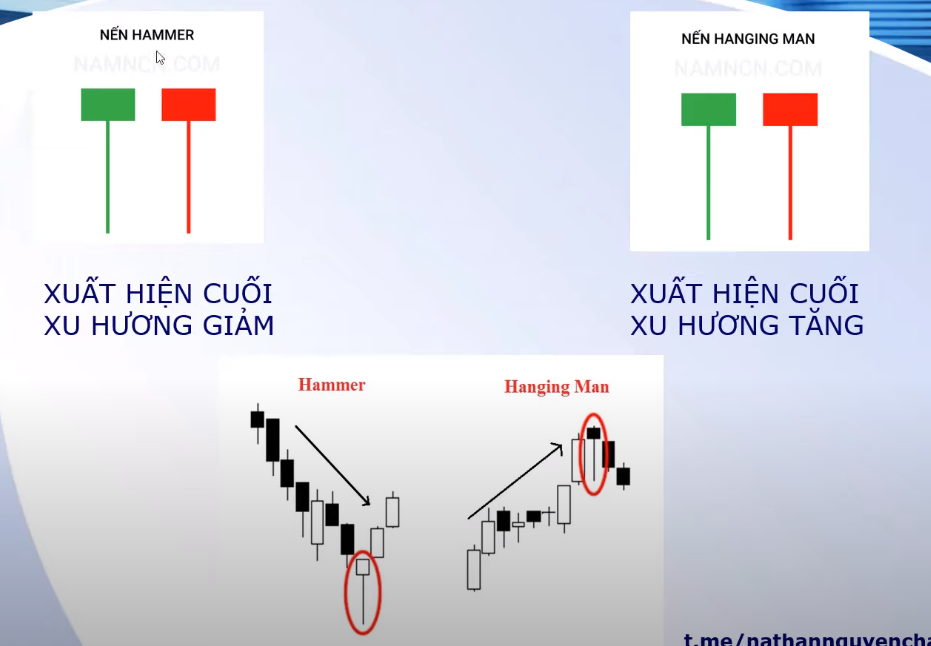 NẾN HAMMER
NAMNCN.COM
XUẤT HIỆN CUỐI
XU HƯƠNG GIẢM
NẾN HANGING MAN
NAMNCN.COM
XUẤT HIỆN CUỐI
XU HƯƠNG TĂNG
Hammer
Hanging Man
t.me/nathannguyencha